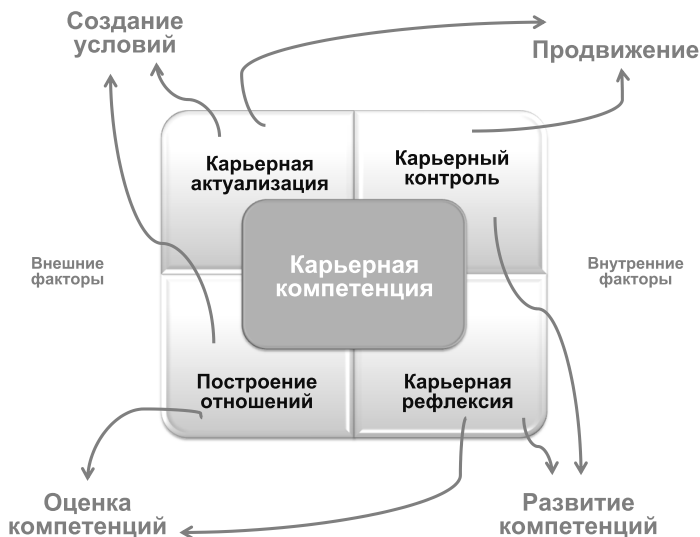 Создание
условий
Продвижение
Карьерная
актуализация
Карьерный
контроль
Внешние
факторы
Карьерная
компетенция
Внутренние
факторы
Построение
отношений
Карьерная
рефлексия
Оценка
компетенций
Развитие
компетенций